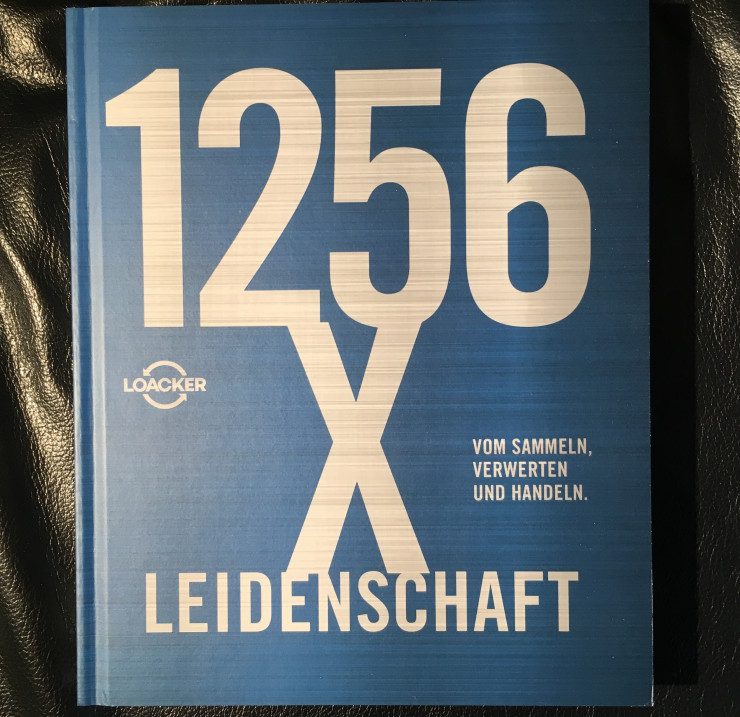 1256
X
LOACKER
VOM SAMMELN,
VERWERTEN
UND HANDELN.
LEIDENSCHAFT